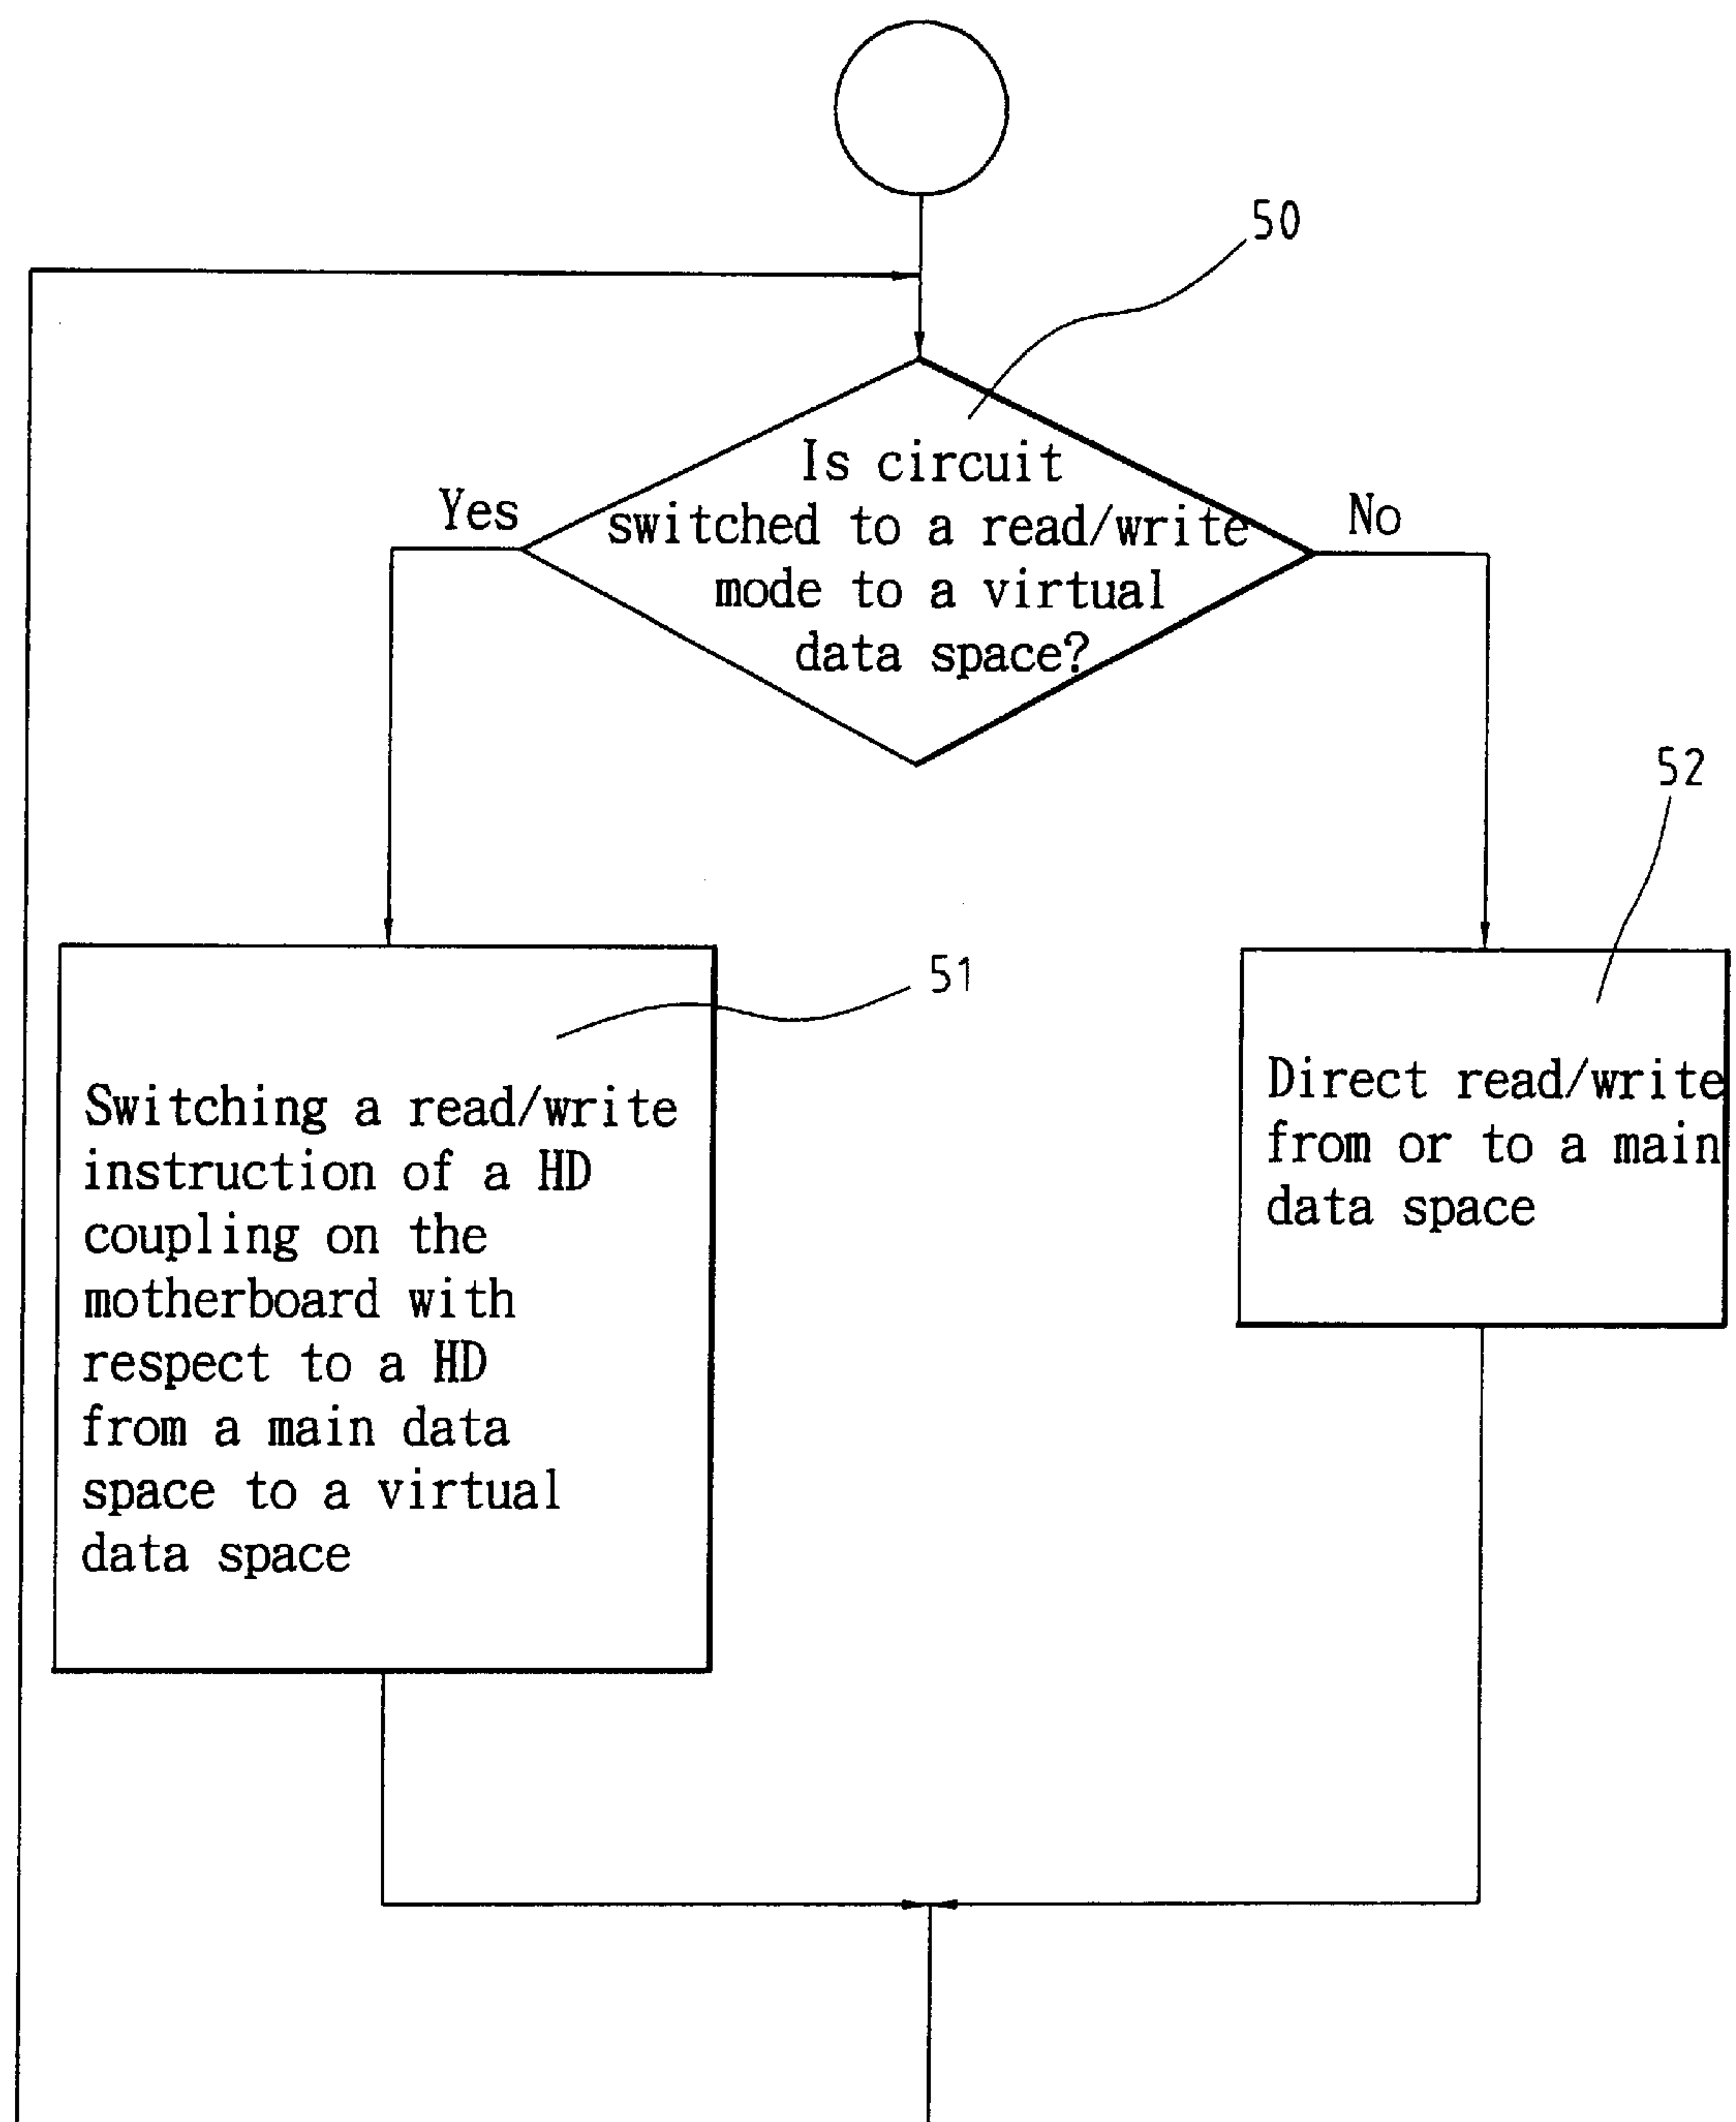 50
Is circuit
switched to a read/write
mode to a virtual
data space?
Yes
No
52
51
Switching a read/write
instruction of a HD
coupling on the
motherboard with
respect to a HD
from a main data
space to a virtual
data space
Direct read/write
from or to a main
data space